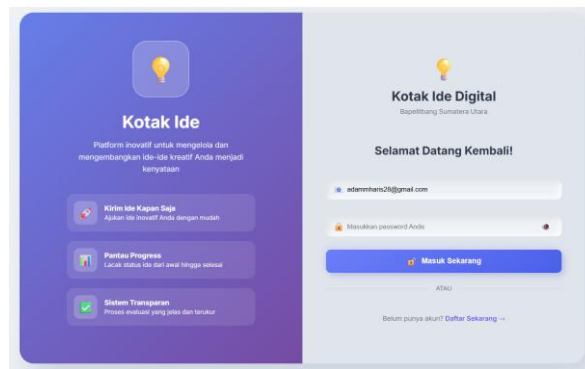 Kotak Ide
Platform inovatif untuk mengelola dan
mengembangkan ide-ide kreatif Anda menjadi
kenyataan
Kirim Ide Kapan Saja
Ajukan ide inovatif Anda dengan mudah
Pantau Progress
Lacak status ide dari awal hingga selesai
Sistem Transparan
Proses evaluasi yang jelas dan terukur
Kotak Ide Digital
Bapelitbang Sumatera Utara
Selamat Datang Kembali!
adammharis28@gmail.com
Masukkan password Anda
Masuk Sekarang
ATAU
Belum punya akun? Daftar Sekarang →